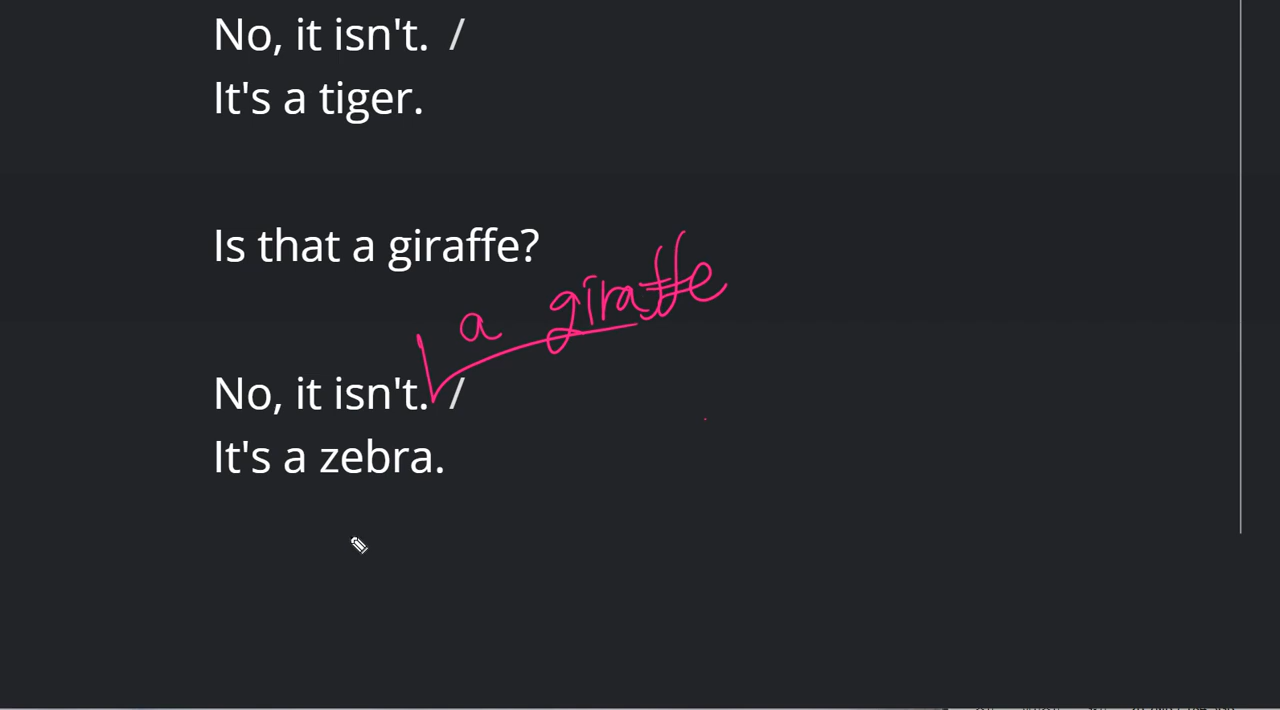 No, it isn't. /
It's a tiger.
Is that a giraffe?
a giraffe
No, it isn't. /
It's a zebra.